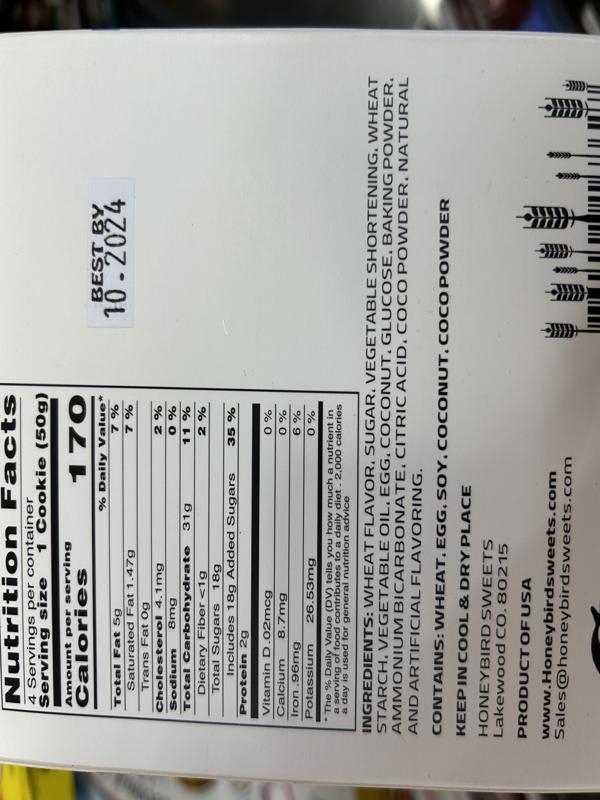 Nutrition Facts
4 Servings per container
Serving size 1 Cookie (50g)
Amount per serving
Calories 170
% Daily Value*
Total Fat 5g 7 %
Saturated Fat 1.47g 7 %
Trans Fat 0g
Cholesterol 4.1mg 2 %
Sodium 8mg 0 %
Total Carbohydrate 31g 11 %
Dietary Fiber <1g 2 %
Total Sugars 18g
Includes 18g Added Sugars 35 %
Protein 2g
Vitamin D .02mcg 0 %
Calcium 8.7mg 0 %
Iron .96mg 6 %
Potassium 26.53mg 0 %
* The % Daily Value (DV) tells you how much a nutrient in
a serving of food contributes to a daily diet . 2,000 calories
a day is used for general nutrition advice
BEST BY
10.2024
INGREDIENTS: WHEAT FLAVOR, SUGAR, VEGETABLE SHORTENING, WHEAT
STARCH, VEGETABLE OIL, EGG, COCONUT, GLUCOSE, BAKING POWDER,
AMMONIUM BICARBONATE, CITRIC ACID, COCO POWDER, NATURAL
AND ARTIFICIAL FLAVORING.
CONTAINS: WHEAT, EGG, SOY, COCONUT, COCO POWDER
KEEP IN COOL & DRY PLACE
HONEYBIRD SWEETS
Lakewood CO. 80215
PRODUCT OF USA
www.Honeybirdsweets.com
Sales@honeybirdsweets.com